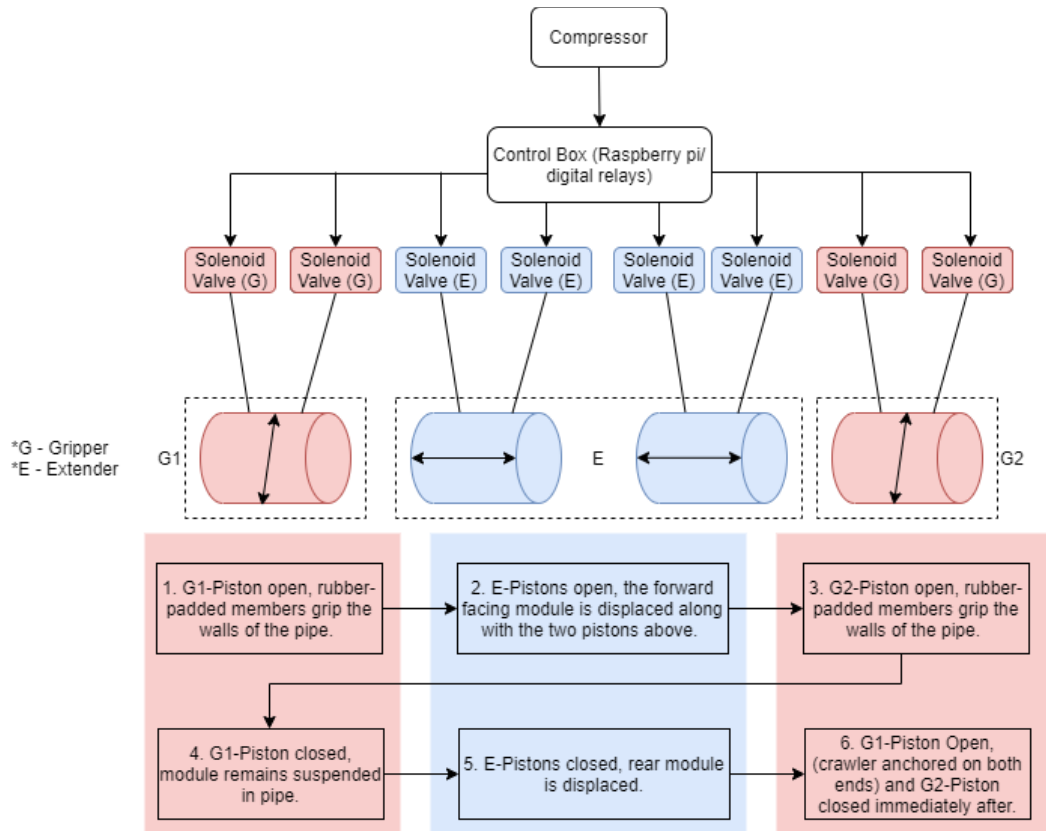 Compressor
Control Box (Raspberry pi/
digital relays)
Solenoid
Valve (G)
Solenoid
Valve (G)
Solenoid
Valve (E)
Solenoid
Valve (E)
Solenoid
Valve (E)
Solenoid
Valve (E)
Solenoid
Valve (G)
Solenoid
Valve (G)
*G - Gripper
*E - Extender
G1
E
G2
1. G1-Piston open, rubber-
padded members grip the
walls of the pipe.
2. E-Pistons open, the forward
facing module is displaced along
with the two pistons above.
3. G2-Piston open, rubber-
padded members grip the
walls of the pipe.
4. G1-Piston closed,
module remains suspended
in pipe.
5. E-Pistons closed, rear module
is displaced.
6. G1-Piston Open,
(crawler anchored on both
ends) and G2-Piston
closed immediately after.